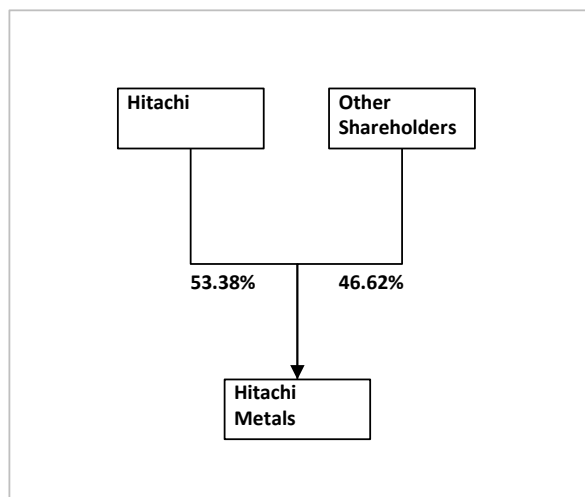 Hitachi
Other
Shareholders
53.38%
46.62%
Hitachi
Metals